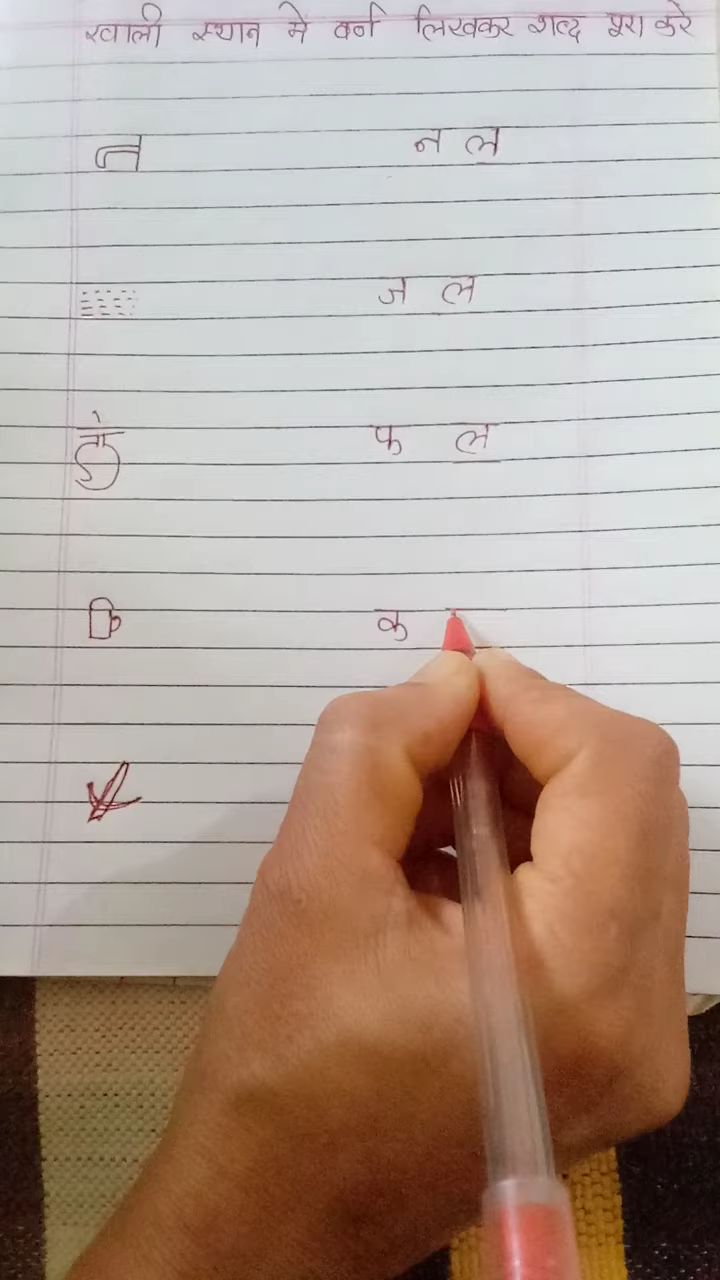 खाली स्थान मे वर्न लिखकर शब्द पूरा करे
न ल
ज ल
फ ल
क